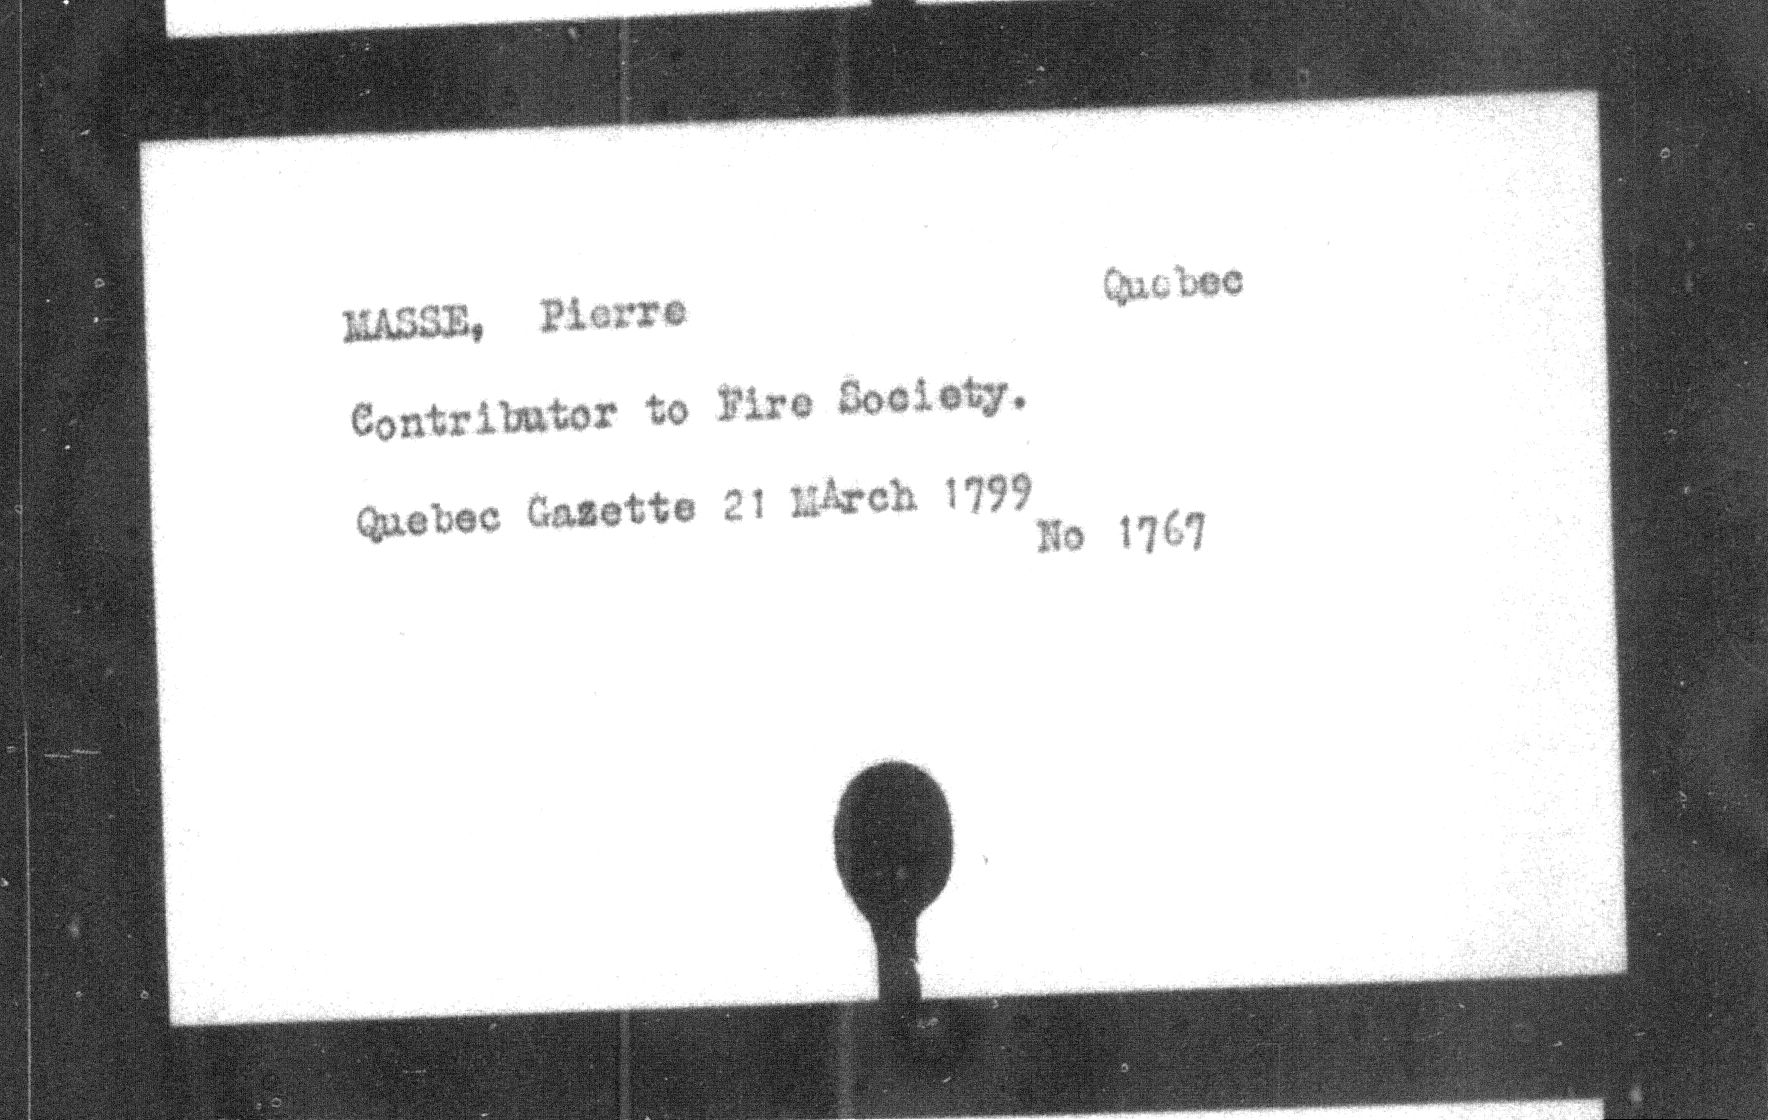 MASSE, Pierre Quebec
Contributor to Fire Society.
Quebec Gazette 21 MArch 1799
No 1767